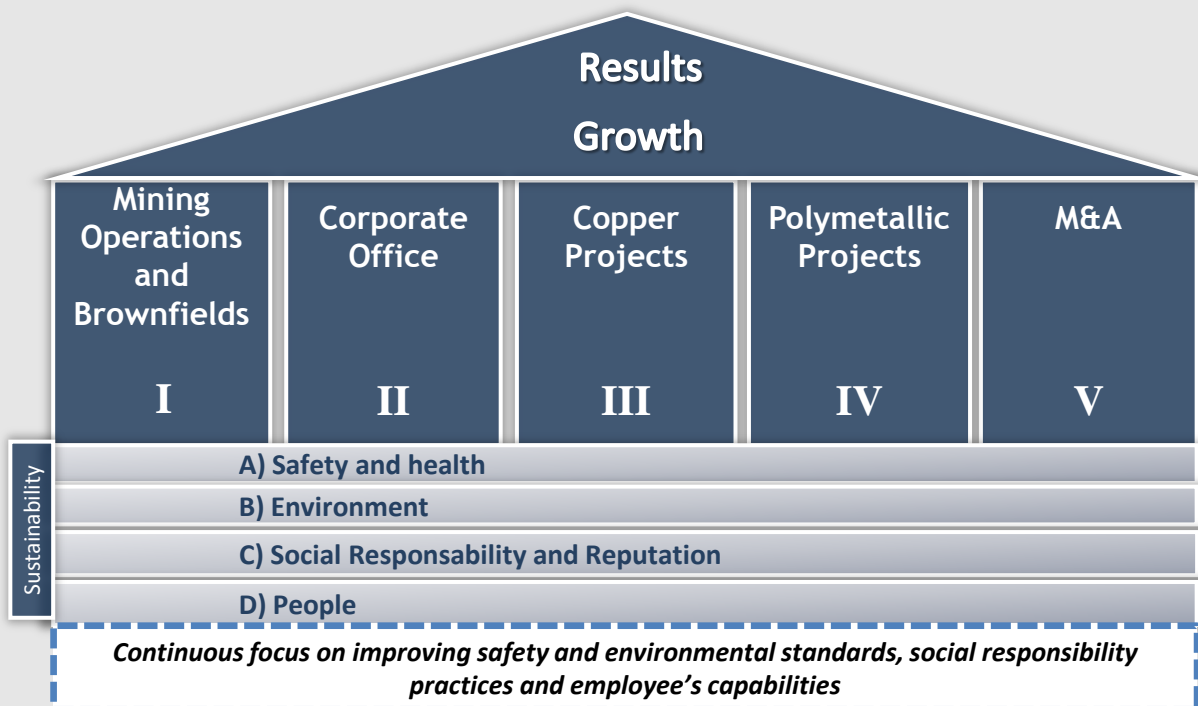 Results
Growth
Mining
Operations
and
Brownfields
I
Corporate
Office
II
Copper
Projects
III
Polymetallic
Projects
IV
M&A
V
Sustainability
A) Safety and health
B) Environment
C) Social Responsability and Reputation
D) People
Continuous focus on improving safety and environmental standards, social responsibility
practices and employee’s capabilities